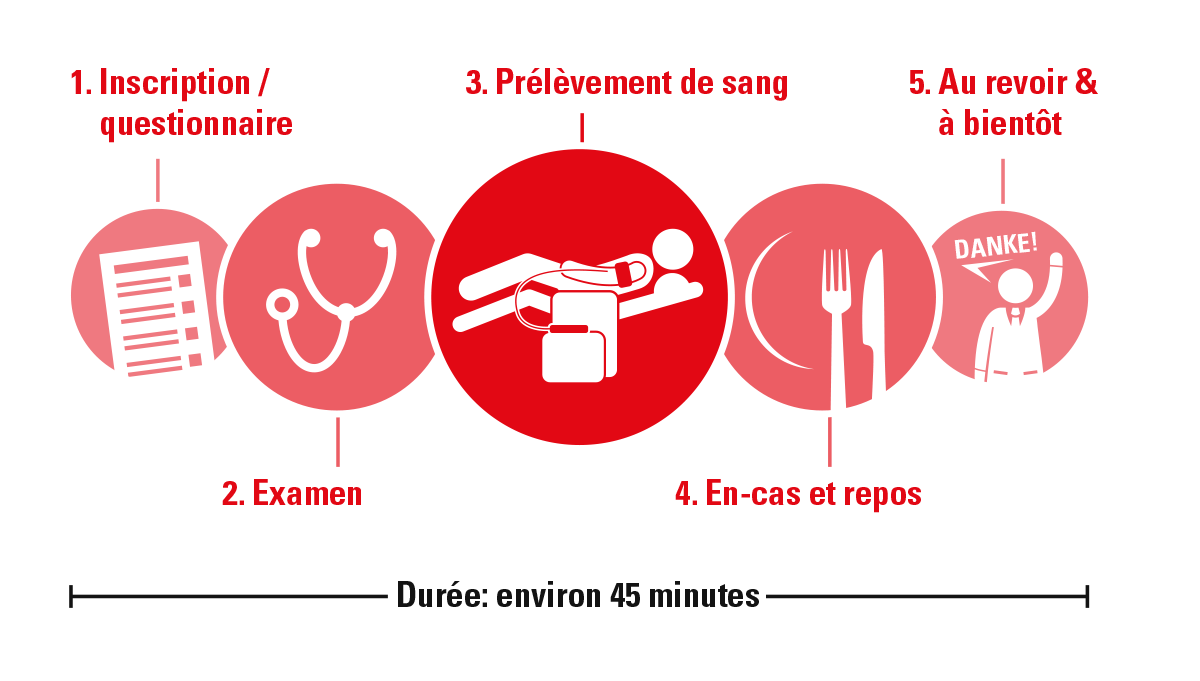 1. Inscription /
questionnaire
3. Prélèvement de sang
5. Au revoir &
à bientôt
DANKE!
2. Examen
4. En-cas et repos
Durée: environ 45 minutes